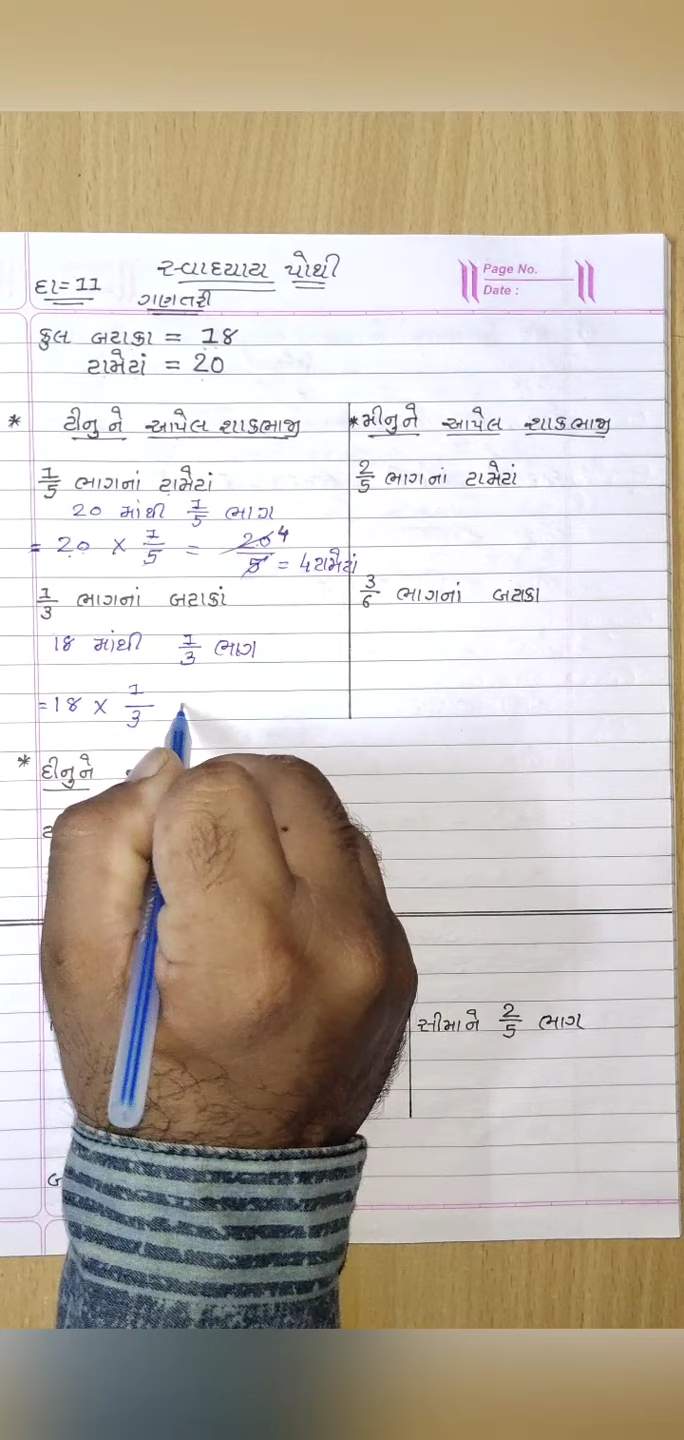 સ્વાધ્યાય પોથી
Page No.
Date :
દા=11
ગણતરી
કુલ બટાકા = 18
ટામેટાં = 20
* ટીનુ ને આપેલ શાકભાજી
1/5 ભાગનાં ટામેટાં
20 માંથી 1/5 ભાગ
= 20 × 1/5 = 20/5 4 = 4 ટામેટાં
1/3 ભાગનાં બટાકાં
18 માંથી 1/3 ભાગ
= 18 × 1/3
* મીનુને આપેલ શાકભાજી
2/5 ભાગનાં ટામેટાં
3/6 ભાગનાં બટાકા
* દીનુને
સીમાને 2/5 ભાગ